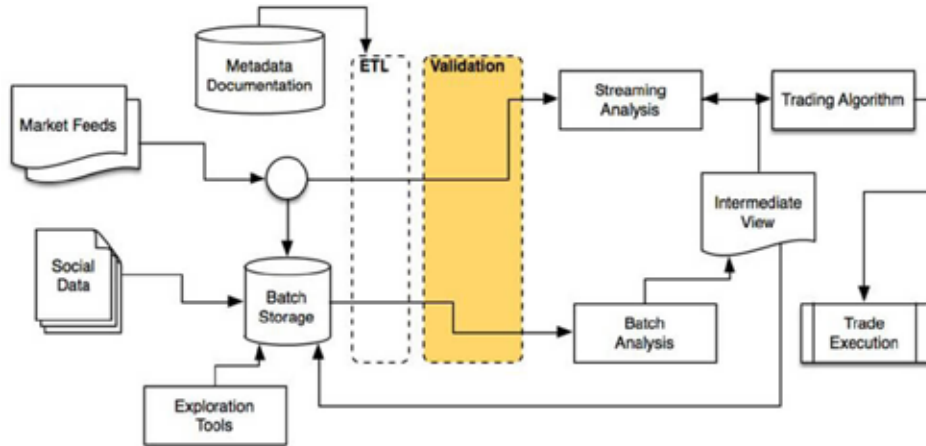 Metadata
Documentation
ETL
Validation
Streaming
Analysis
Trading Algorithm
Market Feeds
Intermediate
View
Social
Data
Batch
Storage
Batch
Analysis
Trade
Execution
Exploration
Tools